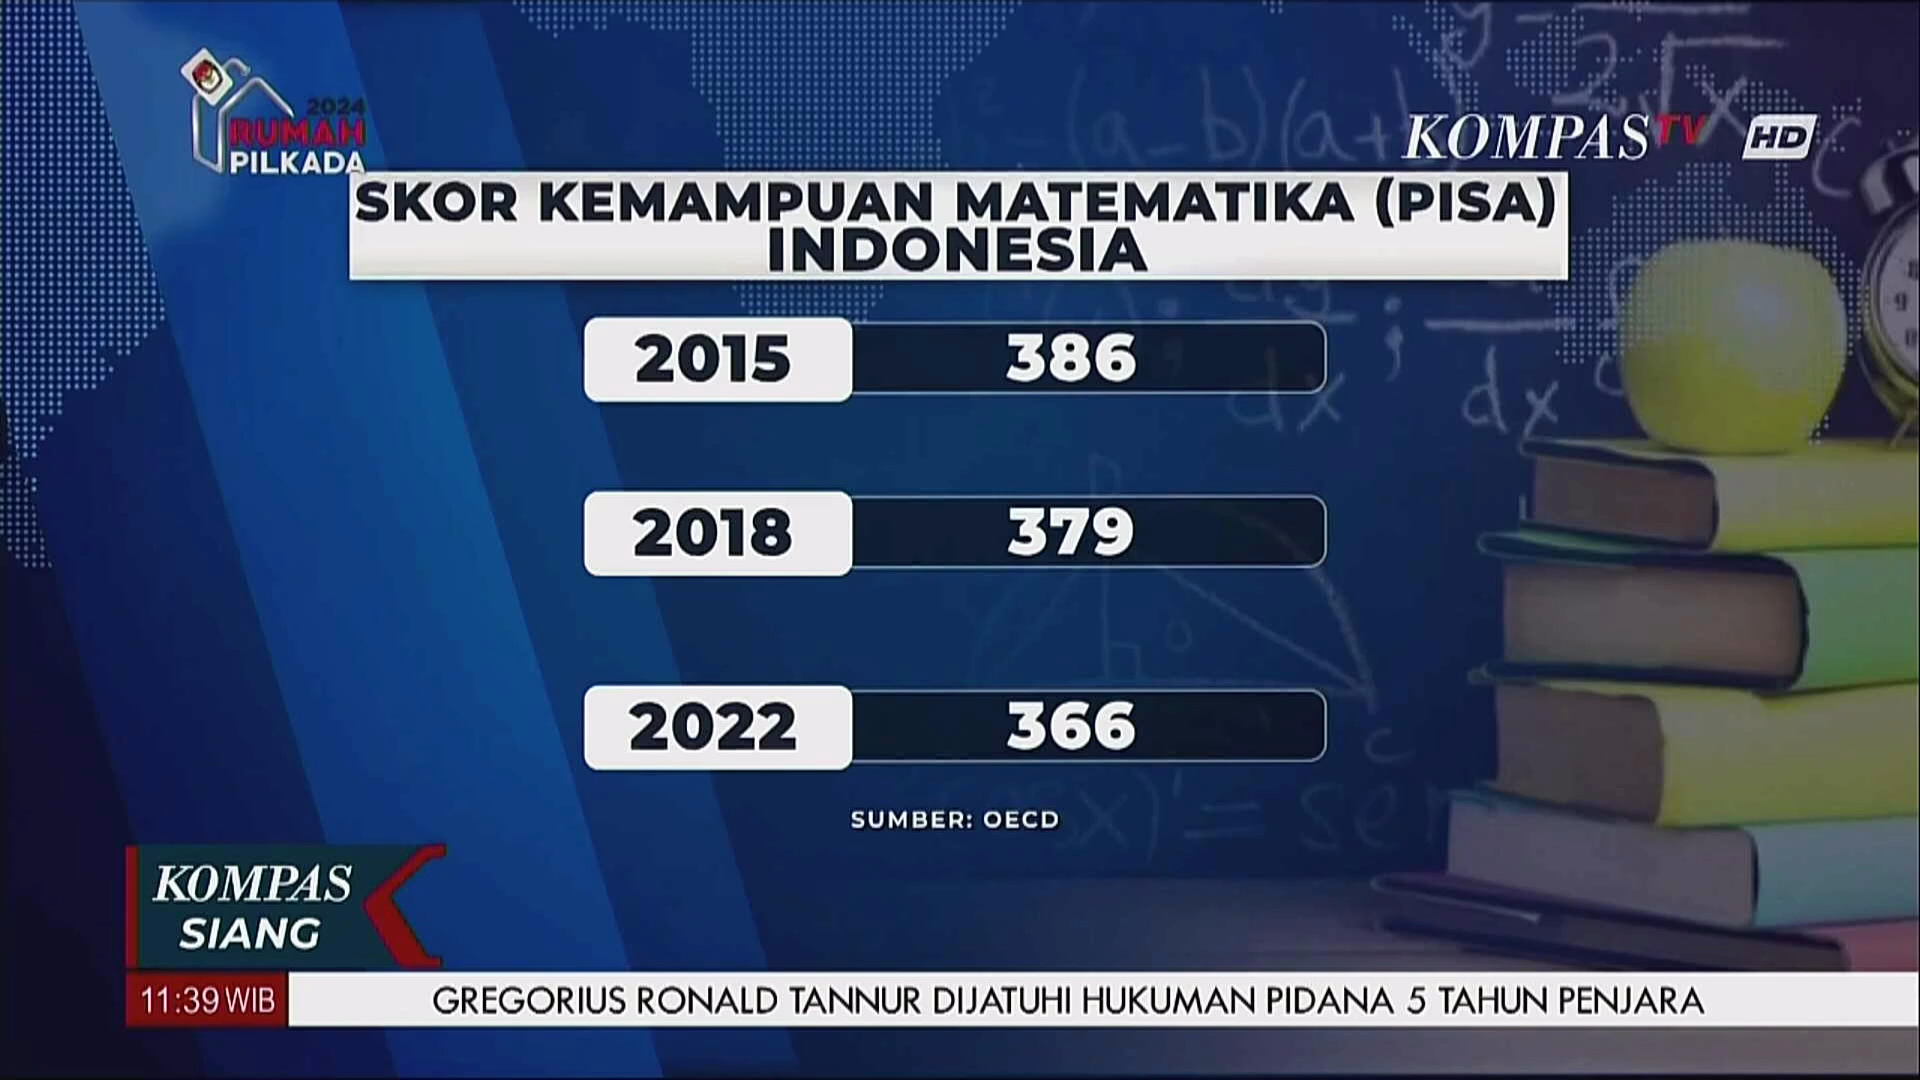 2024
RUMAH
PILKADA
KOMPASTV HD
SKOR KEMAMPUAN MATEMATIKA (PISA)
INDONESIA
2015 386
2018 379
2022 366
SUMBER: OECD
KOMPAS
SIANG
11:39 WIB GREGORIUS RONALD TANNUR DIJATUHI HUKUMAN PIDANA 5 TAHUN PENJARA